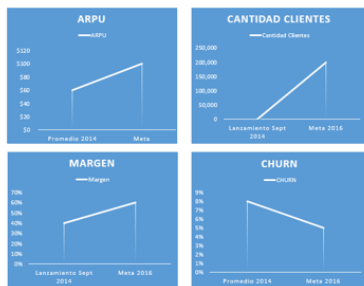 ARPU
ARPU
$120
$100
$80
$60
$40
$20
$0
Promedio 2014
Meta
CANTIDAD CLIENTES
Cantidad Clientes
250,000
200,000
150,000
100,000
50,000
0
Lanzamiento Sept
2014
Meta 2016
MARGEN
Margen
70%
60%
50%
40%
30%
20%
10%
0%
Lanzamiento Sept
2014
Meta 2016
CHURN
CHURN
9%
8%
7%
6%
5%
4%
3%
2%
1%
0%
Promedio 2014
Meta 2016